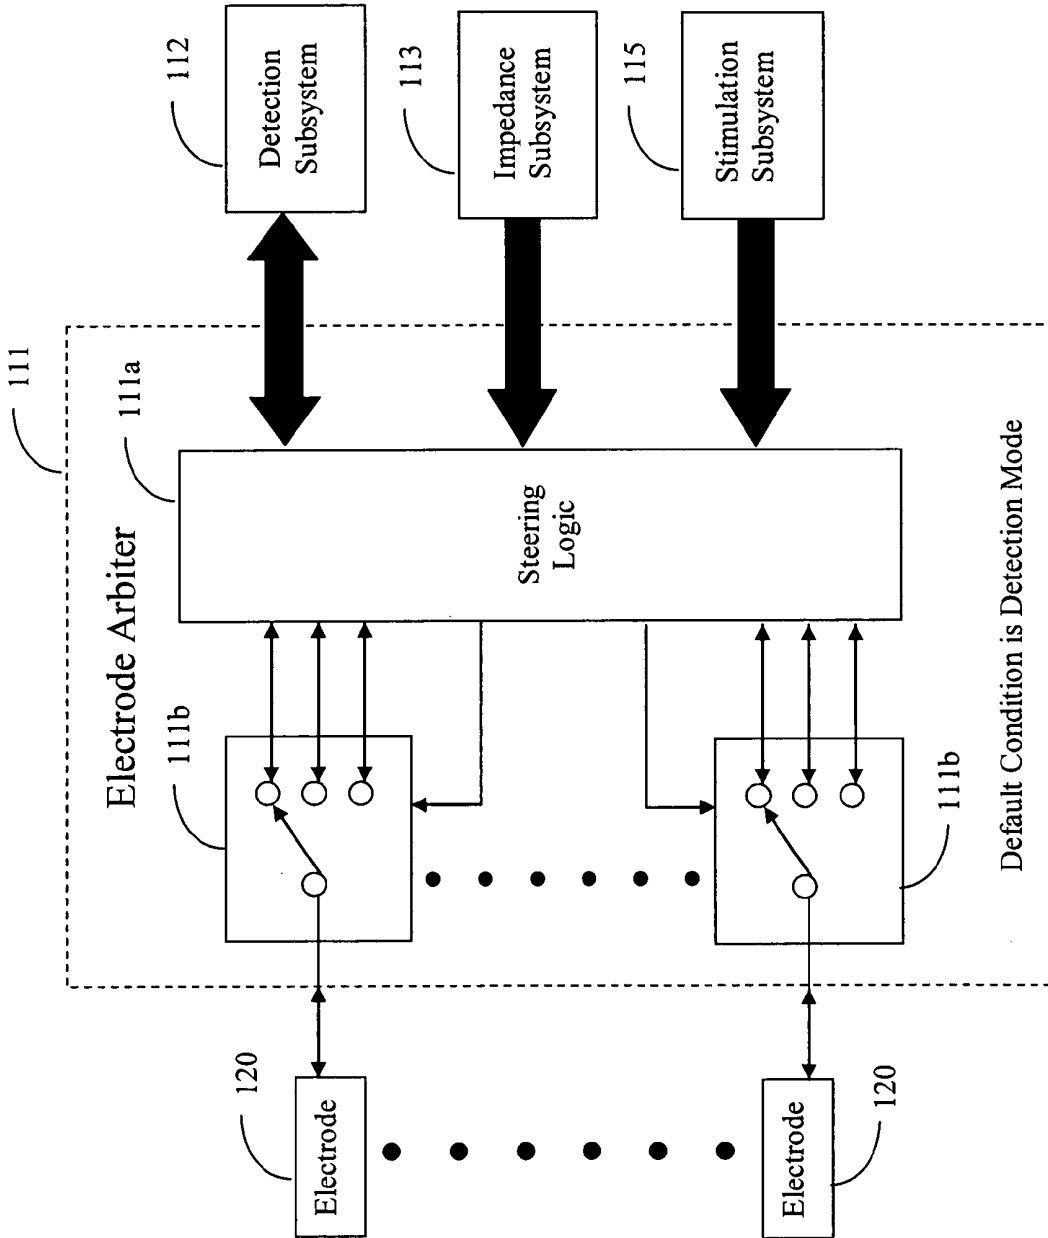 111
Electrode Arbiter
111a
111b
Steering
Logic
111b
Default Condition is Detection Mode
112
Detection
Subsystem
113
Impedance
Subsystem
115
Stimulation
Subsystem
120
Electrode
120
Electrode